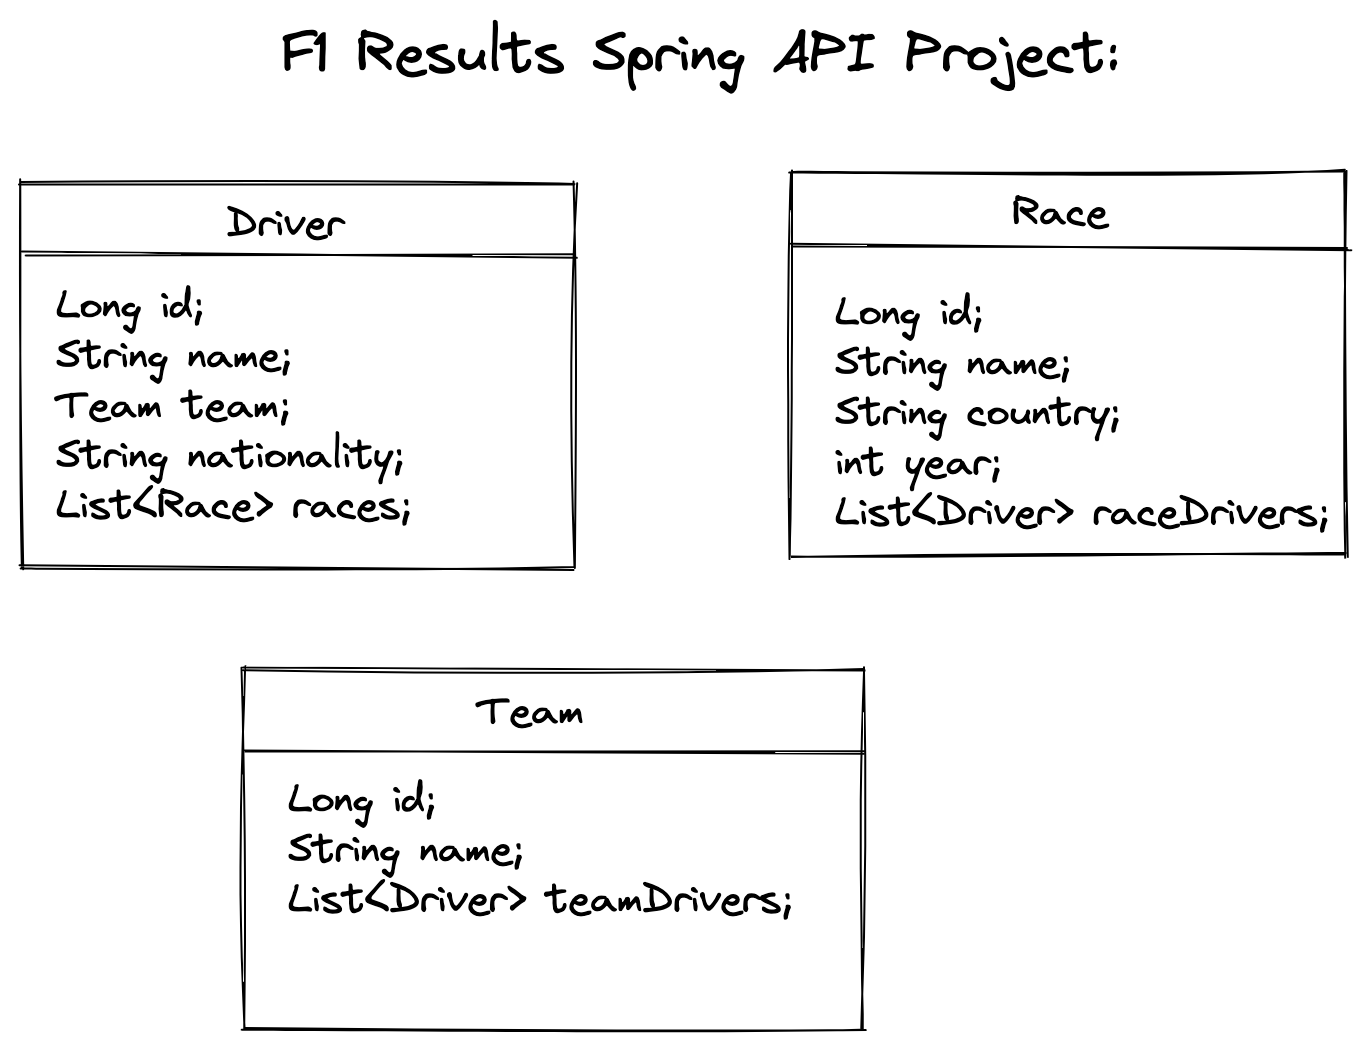 F1 Results Spring API Project:
Driver
Long id;
String name;
Team team;
String nationality;
List<Race> races;
Race
Long id;
String name;
String country;
int year;
List<Driver> raceDrivers;
Team
Long id;
String name;
List<Driver> teamDrivers;